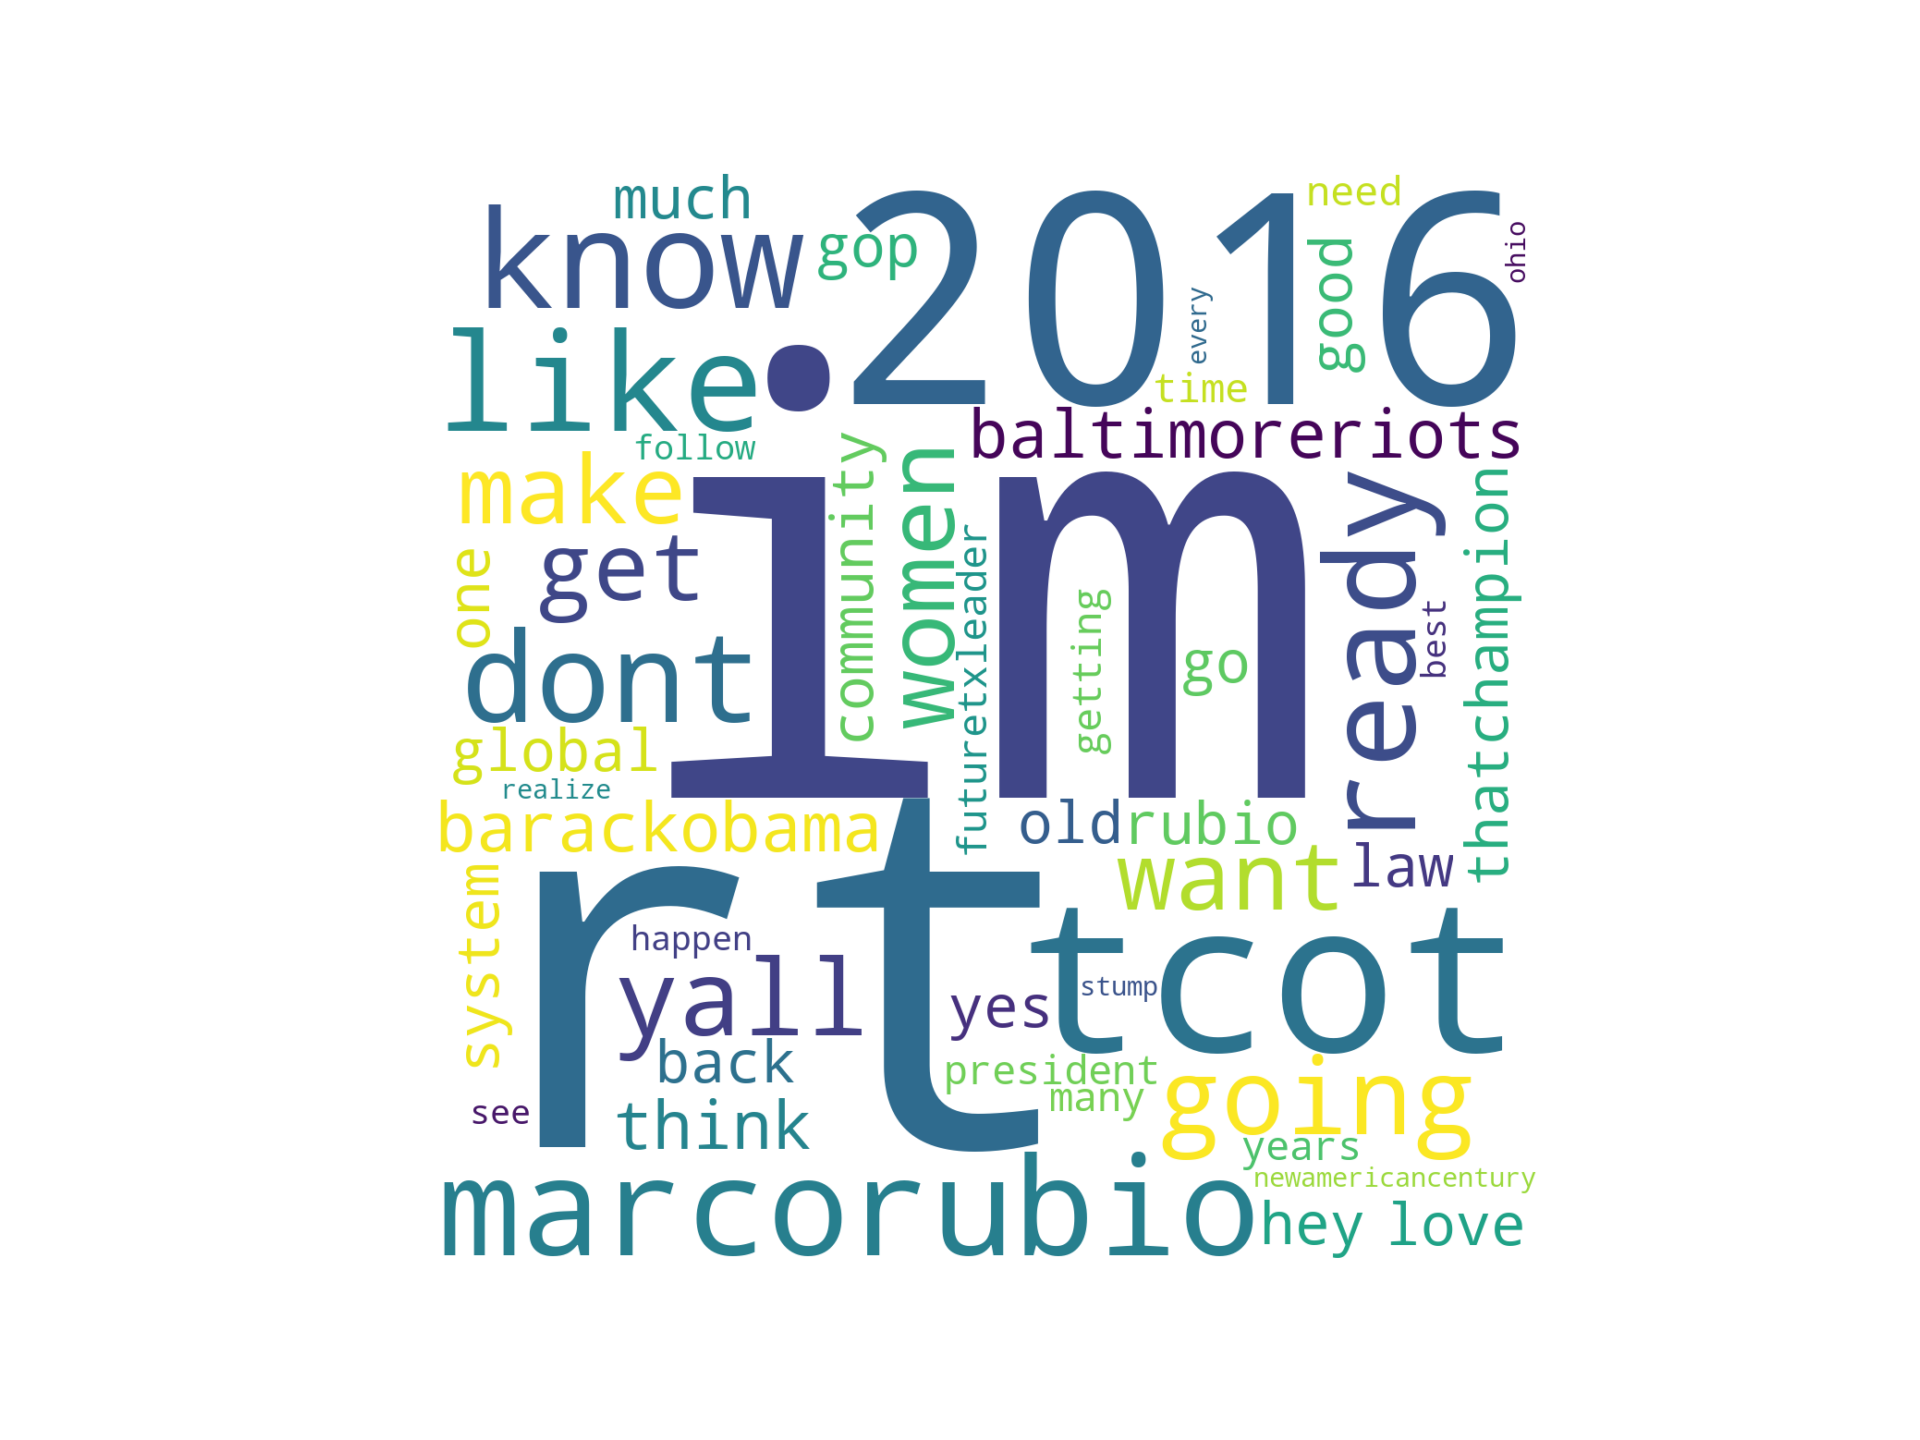 much
need
know
gop
2016
good
ohio
every
like
time
baltimoreriots
follow
make
community
women
im
ready
thatchampion
one
get
futuretxleader
getting
go
best
dont
global
realize
barackobama
old
rubio
want
law
system
rt
tcot
happen
yall
yes
stump
back
president
many
going
see
think
years
marcorubio
newamericancentury
hey
love